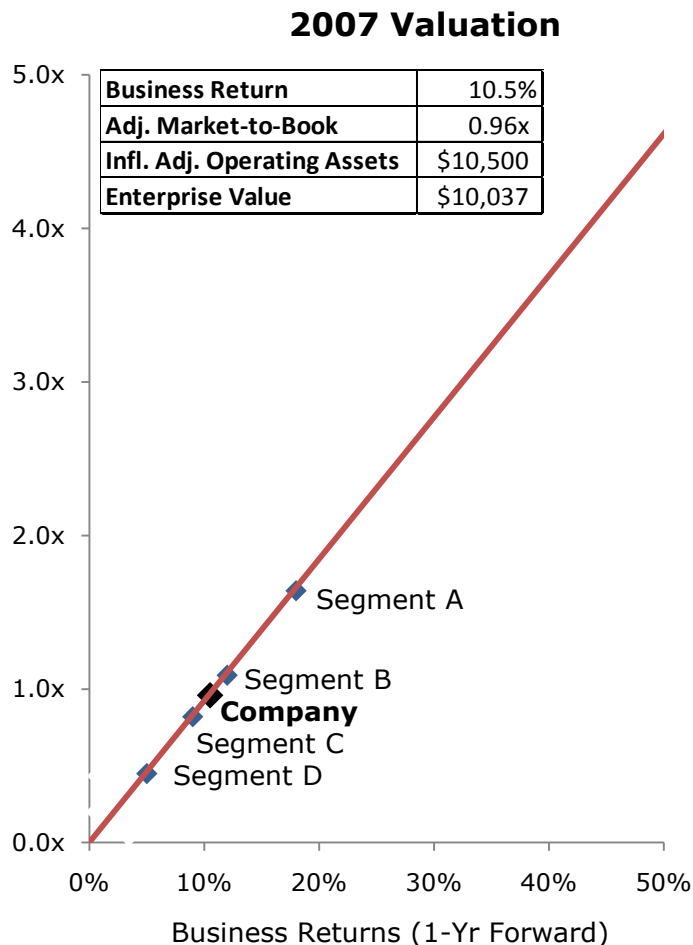 2007 Valuation
5.0x
Business Return 10.5%
Adj. Market-to-Book 0.96x
Infl. Adj. Operating Assets $10,500
Enterprise Value $10,037
4.0x
3.0x
2.0x
Segment A
Segment B
1.0x
Company
Segment C
Segment D
0.0x
0% 10% 20% 30% 40% 50%
Business Returns (1-Yr Forward)